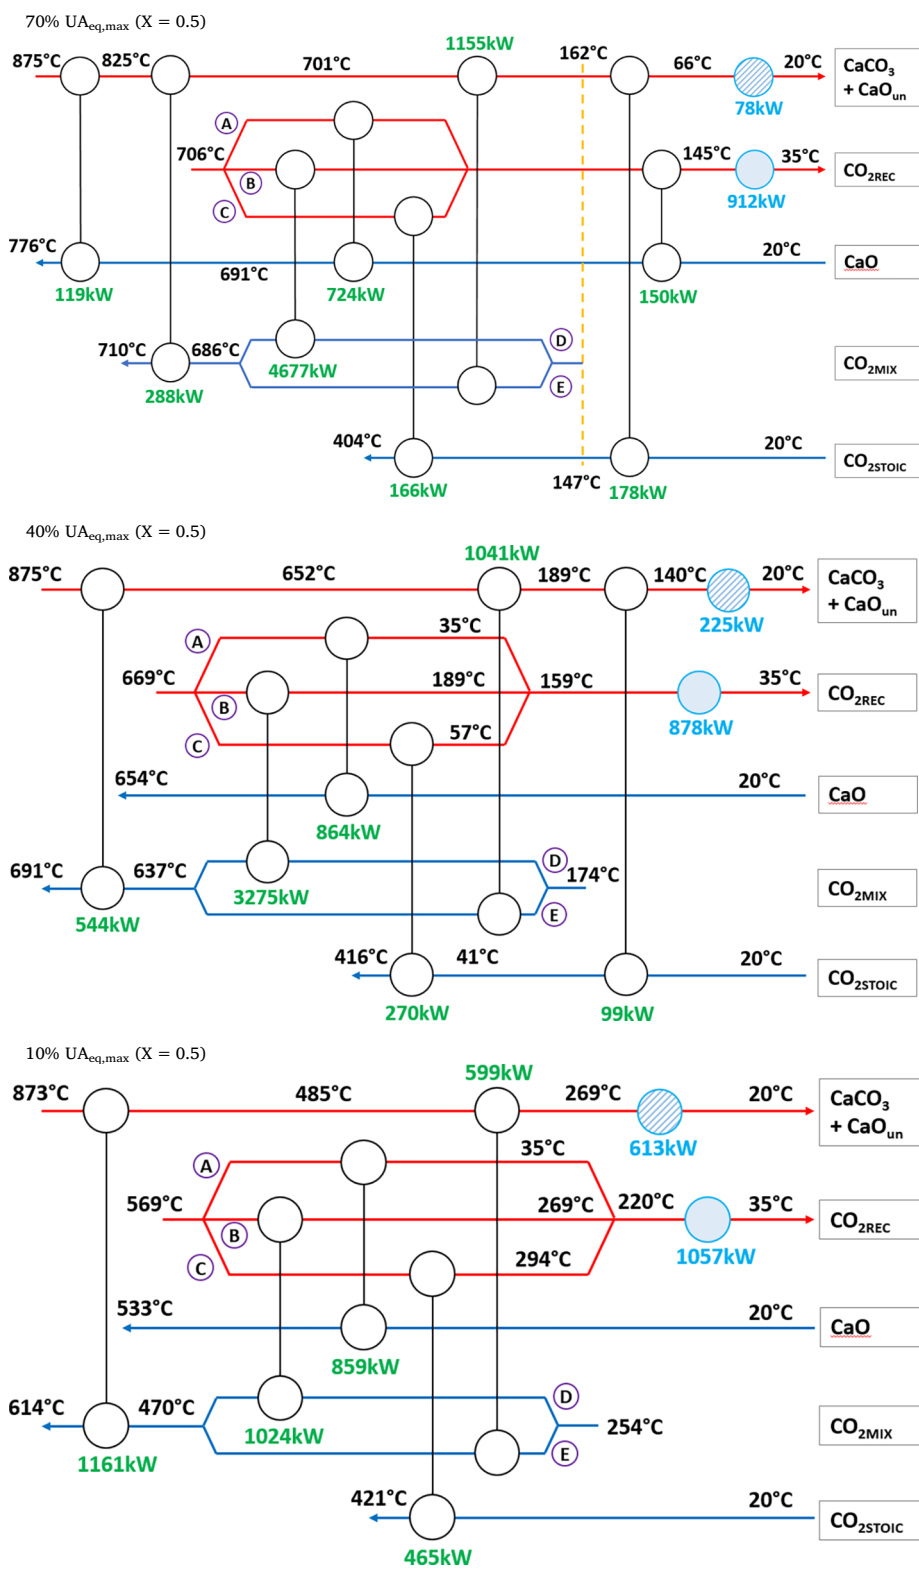 70% UAeq,max (X = 0.5)
1155kW
875°C 825°C 701°C 162°C 66°C 20°C CaCO3
+ CaOun
78kW
A
706°C 145°C 35°C CO2REC
B
912kW
C
776°C 691°C 20°C CaO
119kW 724kW 150kW
710°C 686°C D
4677kW CO2MIX
288kW E
404°C 20°C CO2STOIC
166kW 147°C 178kW
40% UAeq,max (X = 0.5)
1041kW
875°C 652°C 189°C 140°C 20°C CaCO3
+ CaOun
225kW
A 35°C
669°C 189°C 159°C 35°C CO2REC
B
878kW
C 57°C
654°C 20°C CaO
864kW
D
691°C 637°C 174°C CO2MIX
3275kW
544kW E
416°C 41°C 20°C CO2STOIC
270kW 99kW
10% UAeq,max (X = 0.5)
599kW
873°C 485°C 269°C 20°C CaCO3
+ CaOun
613kW
A 35°C
569°C 269°C 220°C 35°C CO2REC
B
1057kW
C 294°C
533°C 20°C CaO
859kW
D
614°C 470°C 254°C CO2MIX
1024kW
1161kW E
421°C 20°C CO2STOIC
465kW